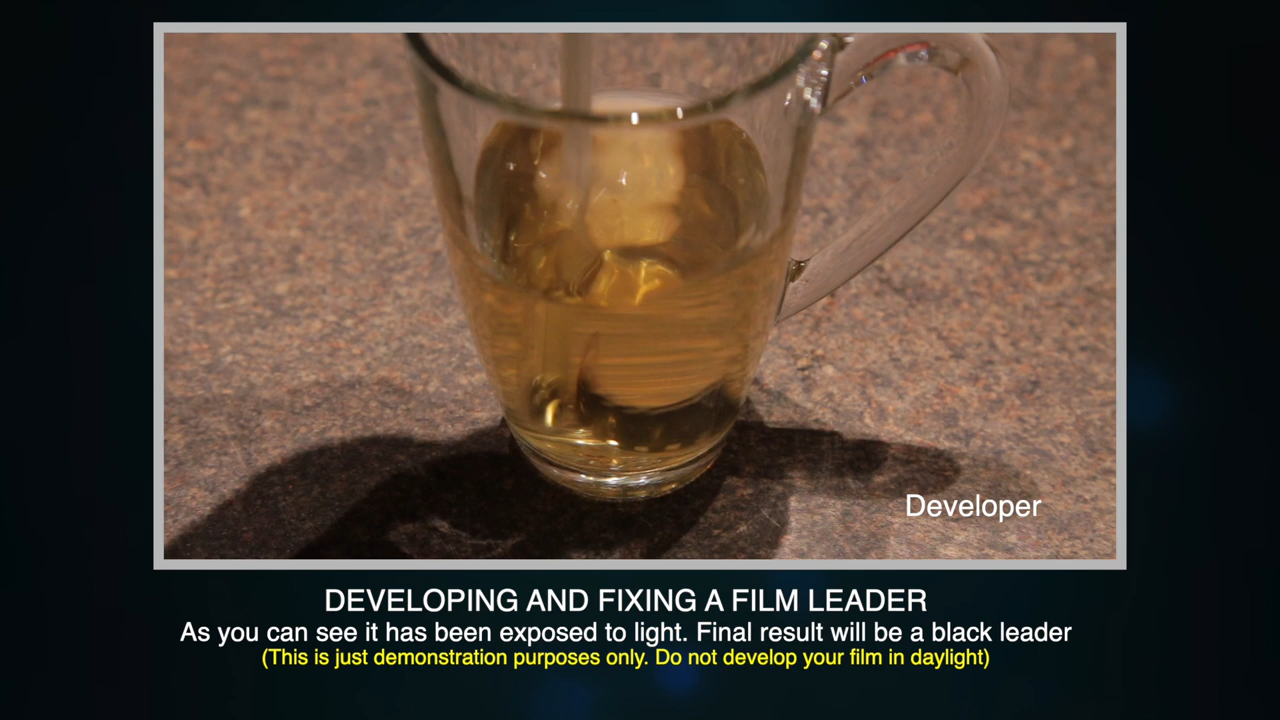 Developer
DEVELOPING AND FIXING A FILM LEADER
As you can see it has been exposed to light. Final result will be a black leader
(This is just demonstration purposes only. Do not develop your film in daylight)